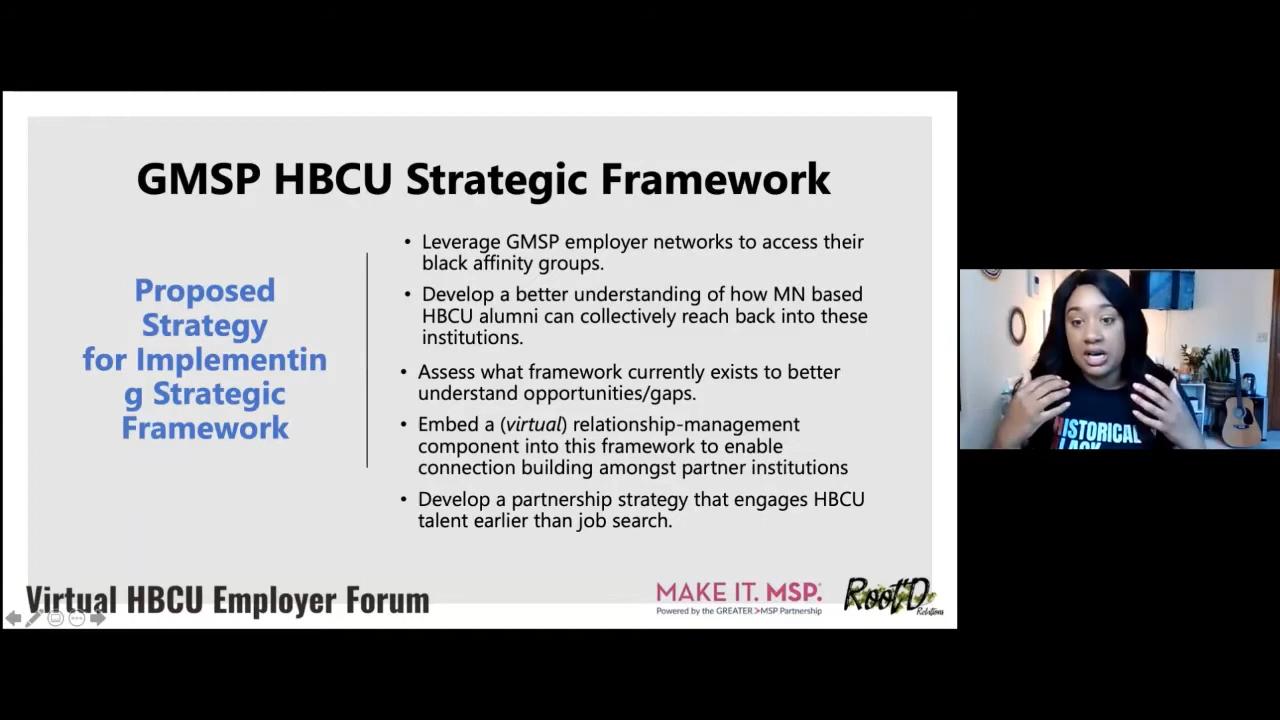 GMSP HBCU Strategic Framework
Proposed
Strategy
for Implementin
g Strategic
Framework
• Leverage GMSP employer networks to access their
black affinity groups.
• Develop a better understanding of how MN based
HBCU alumni can collectively reach back into these
institutions.
• Assess what framework currently exists to better
understand opportunities/gaps.
• Embed a (virtual) relationship-management
component into this framework to enable
connection building amongst partner institutions
• Develop a partnership strategy that engages HBCU
talent earlier than job search.
Virtual HBCU Employer Forum
MAKE IT. MSP.
Powered by the GREATER>MSP Partnership
Root'D
Relations
HISTORICAL
LACK